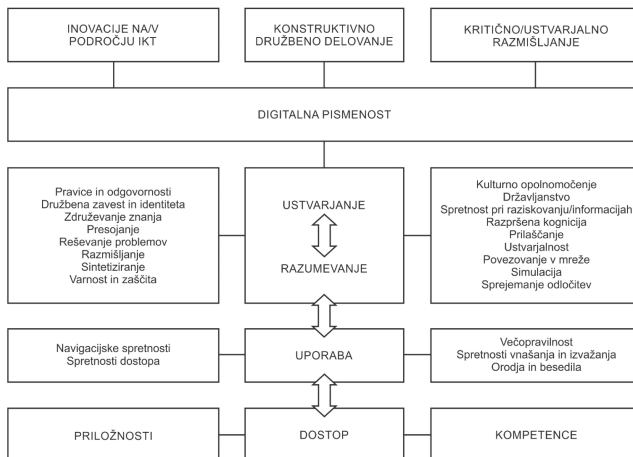 INOVACIJE NA/V
PODROČJU IKT
KONSTRUKTIVNO
DRUŽBENO DELOVANJE
KRITIČNO/USTVARJALNO
RAZMIŠLJANJE
DIGITALNA PISMENOST
Pravice in odgovornosti
Družbena zavest in identiteta
Združevanje znanja
Presojanje
Reševanje problemov
Razmišljanje
Sintetiziranje
Varnost in zaščita
USTVARJANJE
RAZUMEVANJE
Kulturno opolnomočenje
Državljanstvo
Spretnost pri raziskovanju/informacijah
Razpršena kognicija
Prilaščanje
Ustvarjalnost
Povezovanje v mreže
Simulacija
Sprejemanje odločitev
Navigacijske spretnosti
Spretnosti dostopa
UPORABA
Večopravilnost
Spretnosti vnašanja in izvažanja
Orodja in besedila
PRILOŽNOSTI
DOSTOP
KOMPETENCE